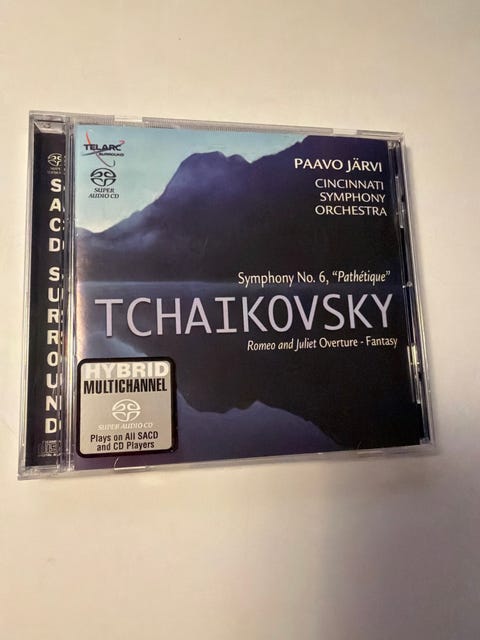 TELARC
SURROUND
SUPER
AUDIO CD
PAAVO JÄRVI
CINCINNATI
SYMPHONY
ORCHESTRA
Symphony No. 6, "Pathétique"
TCHAIKOVSKY
Romeo and Juliet Overture - Fantasy
HYBRID
MULTICHANNEL
SUPER AUDIO CD
Plays on All SACD
and CD Players
SACD SURROUND